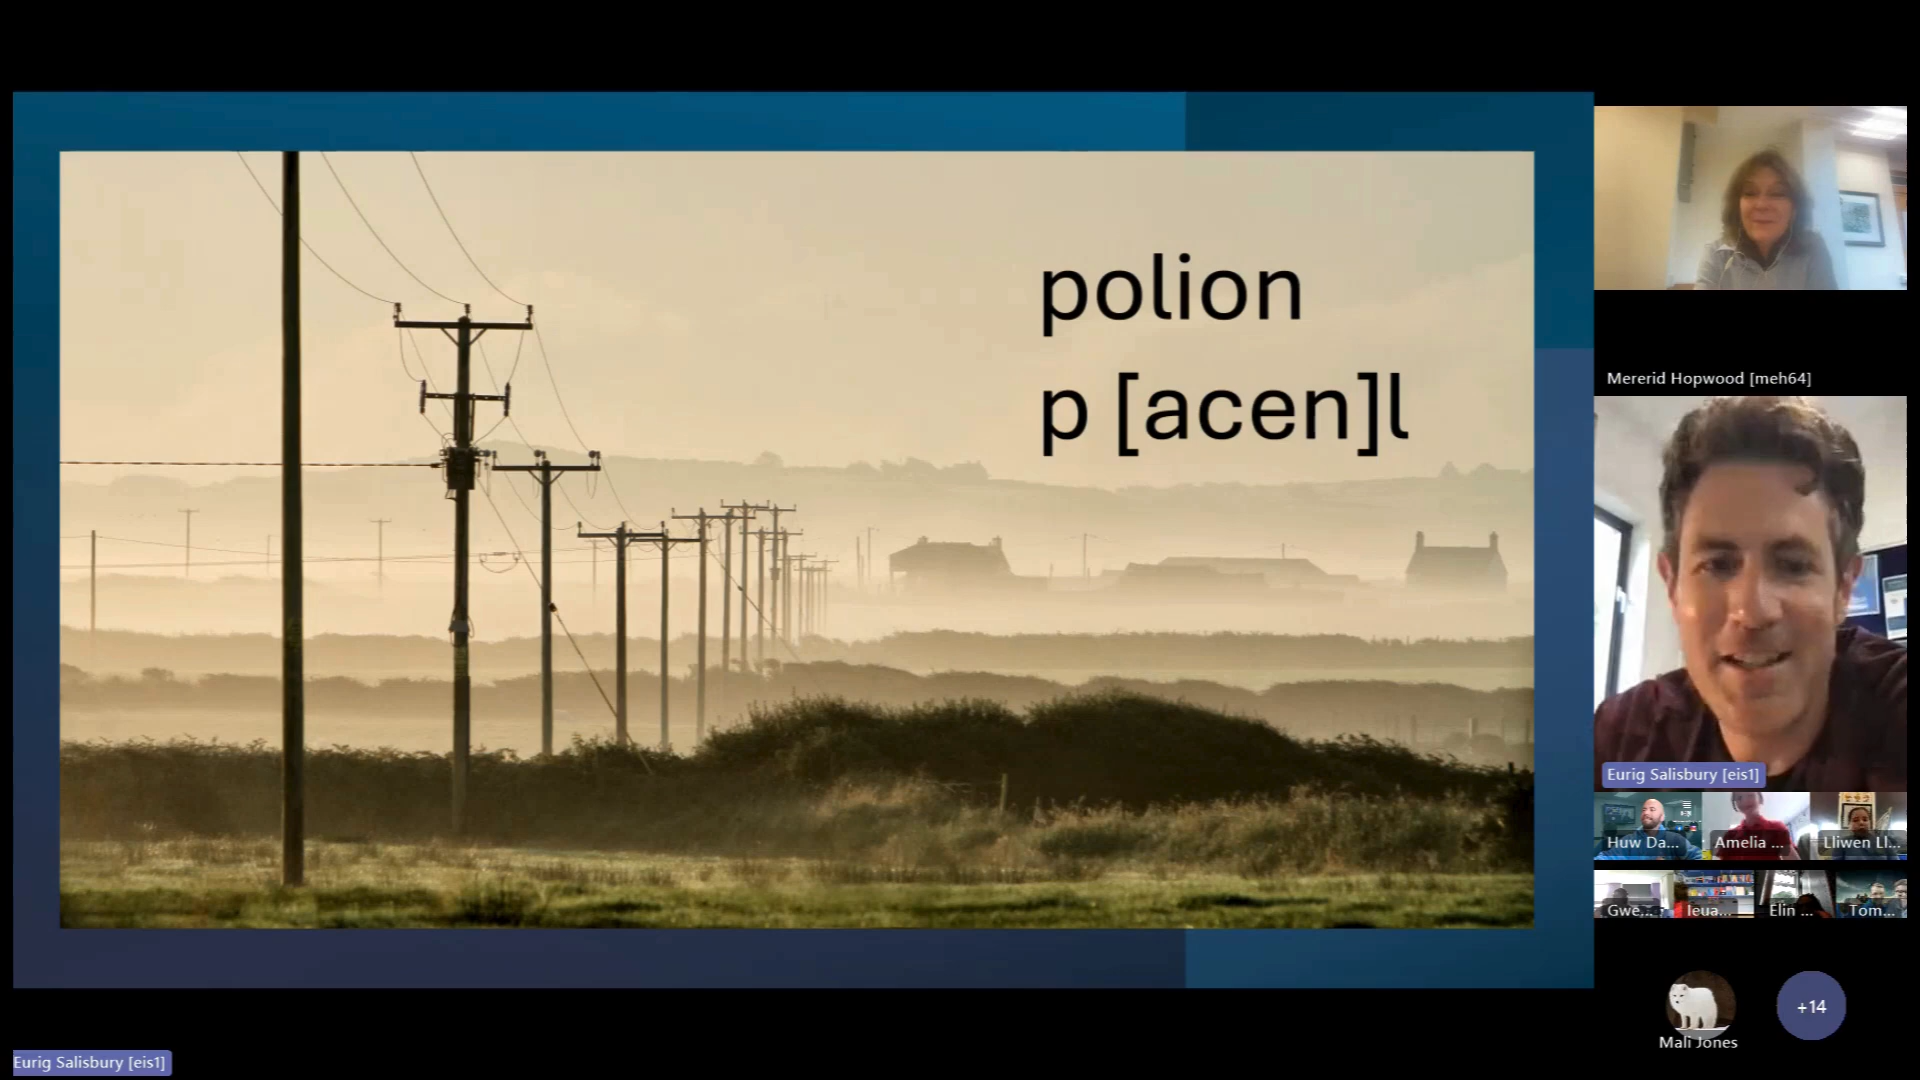 polion
p [acen]l
Mererid Hopwood [meh64]
Eurig Salisbury [eis1]
Huw Da...
Amelia ...
Lliwen Ll...
Gwe,...
Ieua...
Elin ...
Tom...
+14
Mali Jones
Eurig Salisbury [eis1]